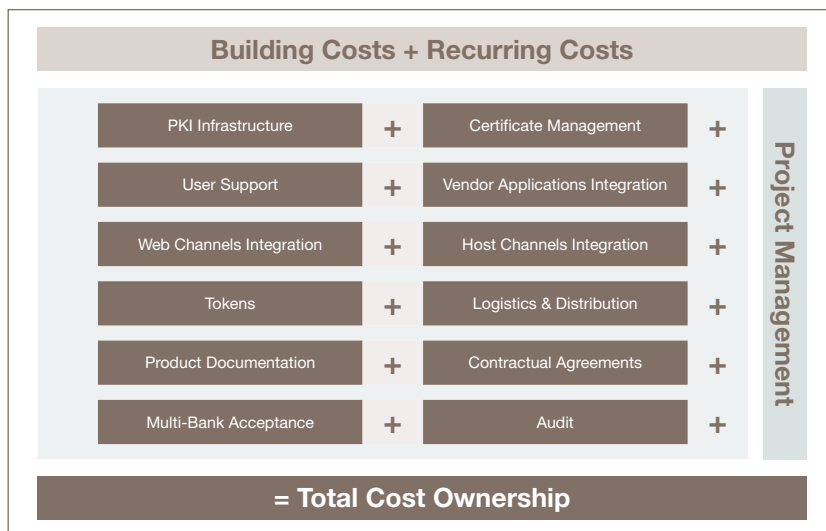 Building Costs + Recurring Costs
PKI Infrastructure + Certificate Management +
User Support + Vendor Applications Integration +
Web Channels Integration + Host Channels Integration +
Tokens + Logistics & Distribution +
Product Documentation + Contractual Agreements +
Multi-Bank Acceptance + Audit +
Project Management
= Total Cost Ownership